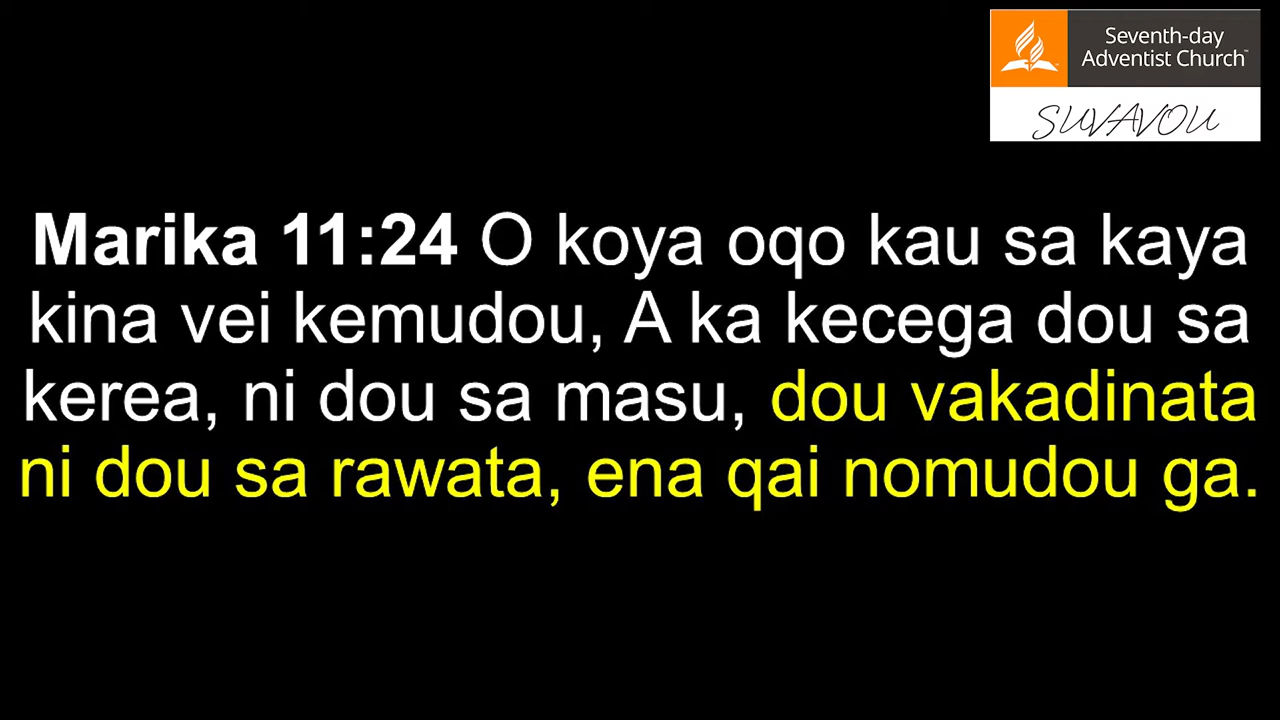 Seventh-day
Adventist Church™
SUVAVOU
Marika 11:24 O koya oqo kau sa kaya
kina vei kemudou, A ka kecega dou sa
kerea, ni dou sa masu, dou vakadinata
ni dou sa rawata, ena qai nomudou ga.